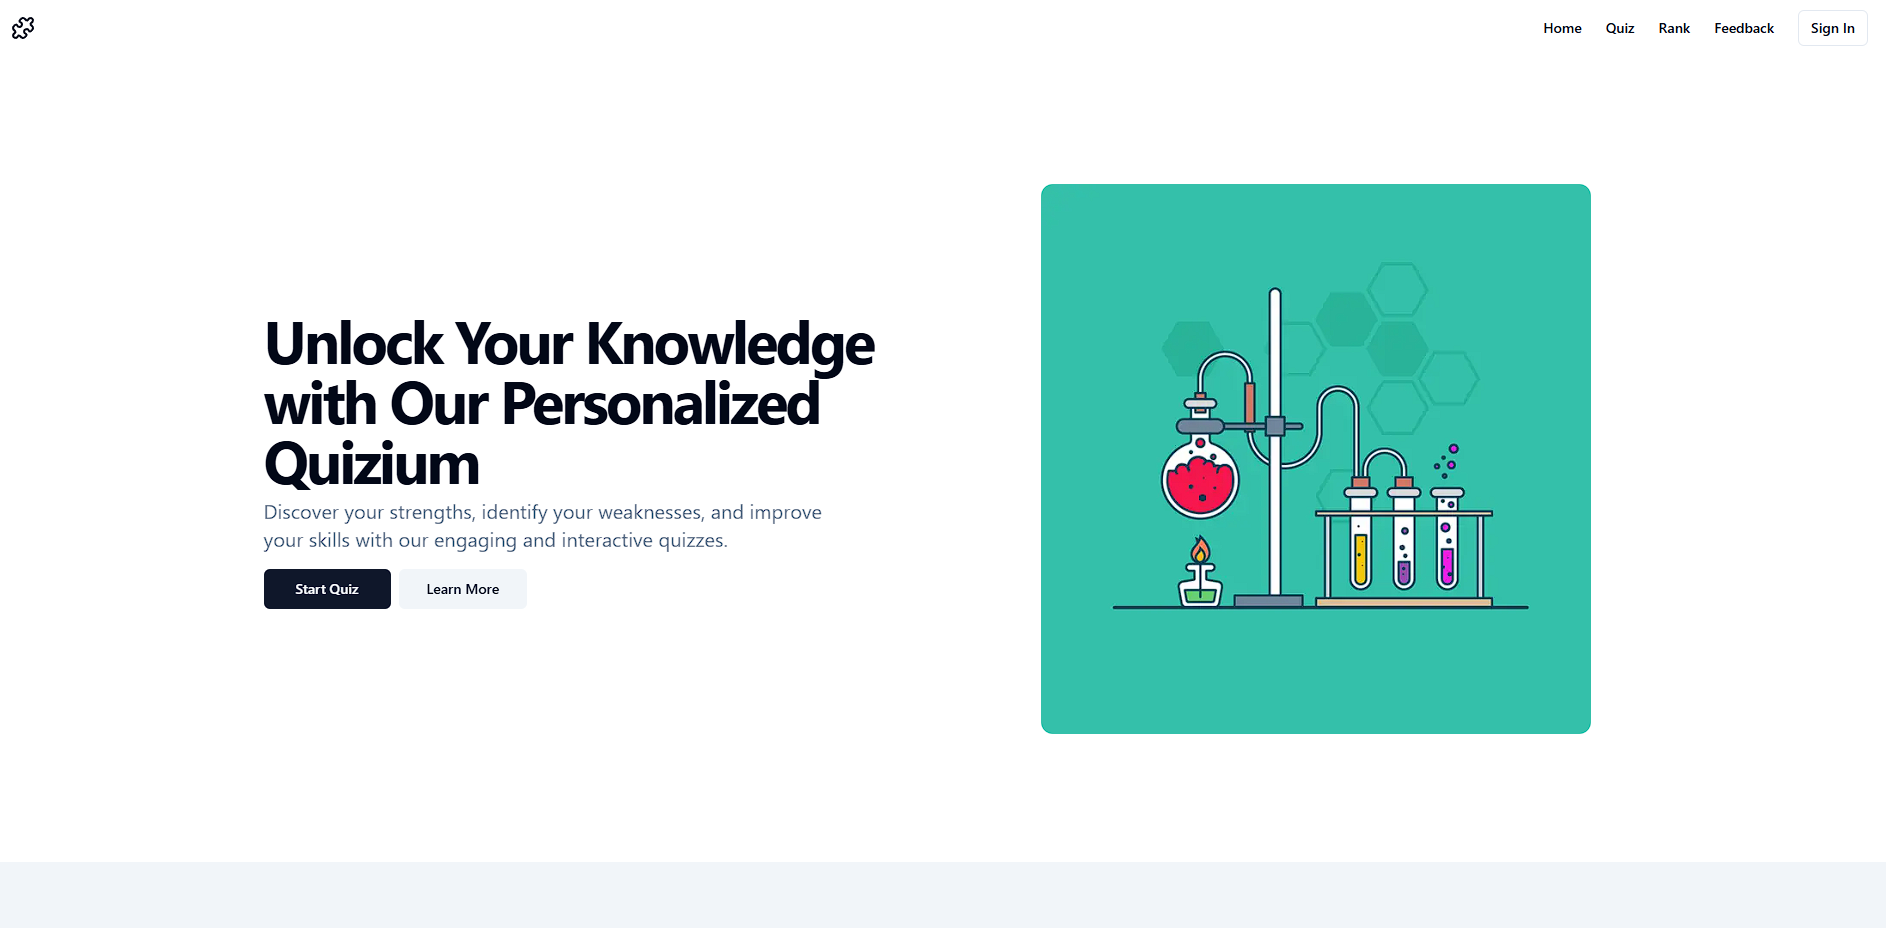 Home Quiz Rank Feedback Sign In
Unlock Your Knowledge
with Our Personalized
Quizium
Discover your strengths, identify your weaknesses, and improve
your skills with our engaging and interactive quizzes.
Start Quiz Learn More